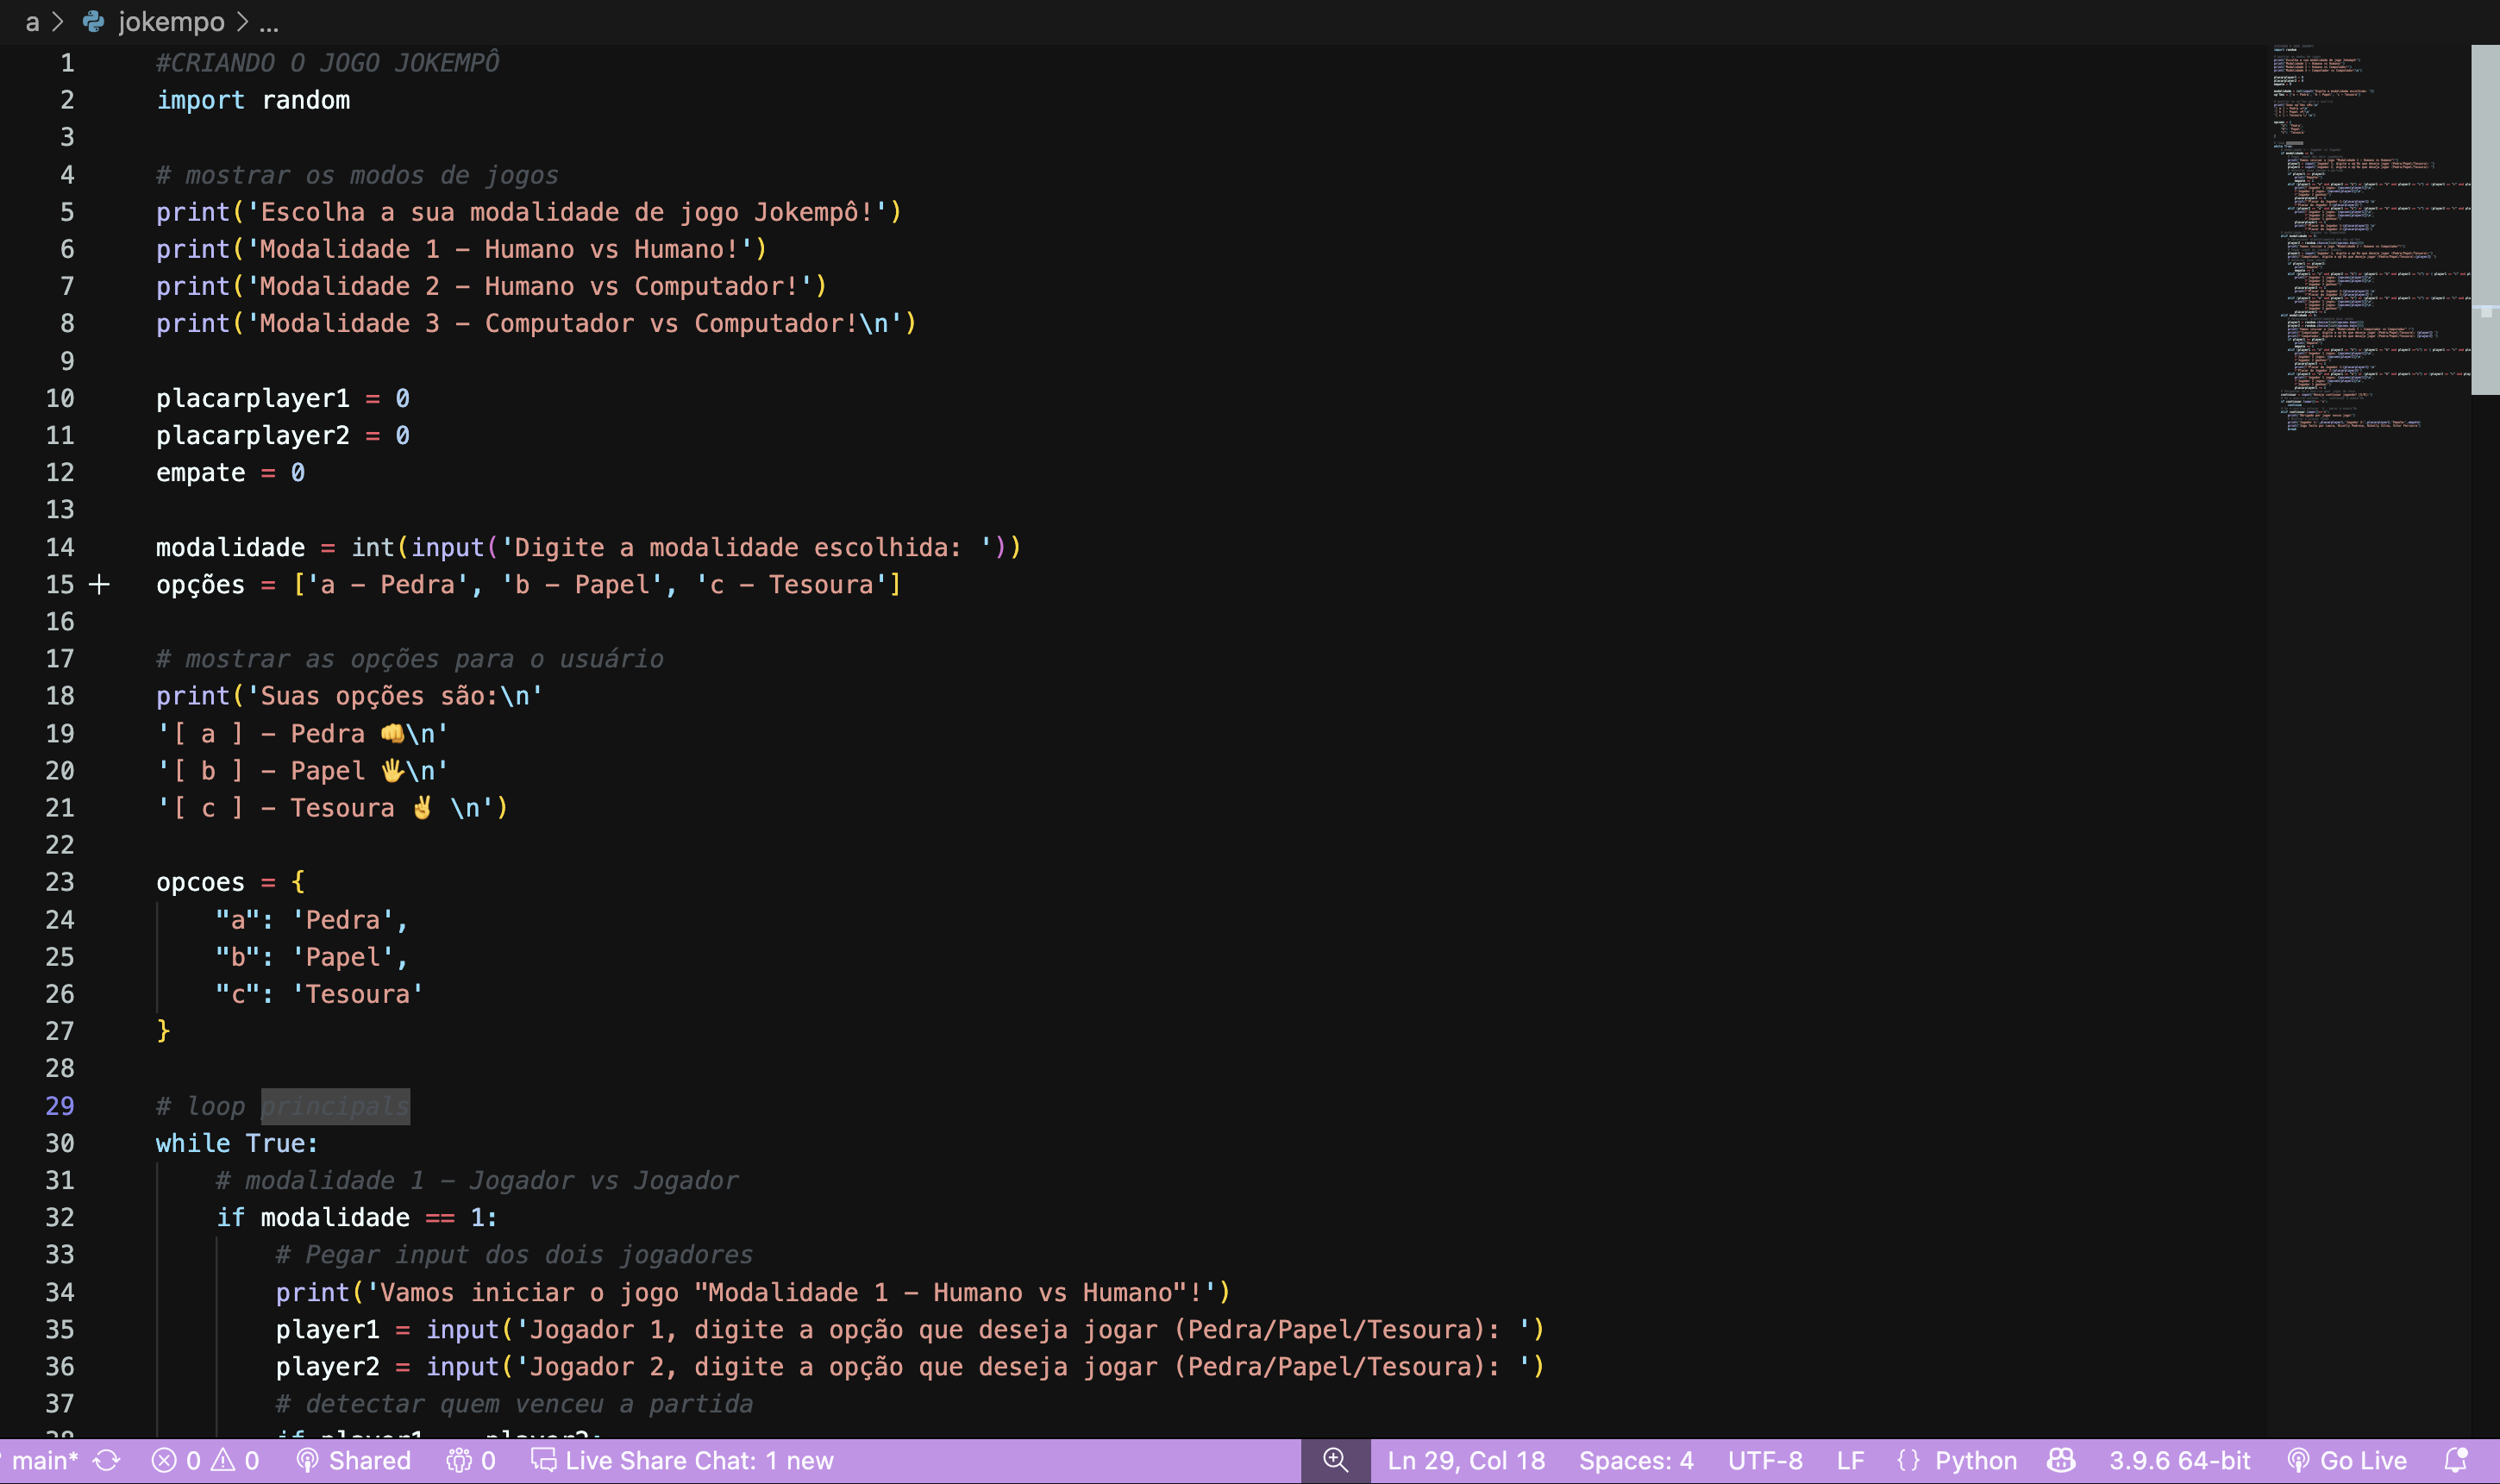 a > jokempo > ...
1 #CRIANDO O JOGO JOKEMPÔ
2 import random
3
4 # mostrar os modos de jogos
5 print('Escolha a sua modalidade de jogo Jokempô!')
6 print('Modalidade 1 – Humano vs Humano!')
7 print('Modalidade 2 – Humano vs Computador!')
8 print('Modalidade 3 – Computador vs Computador!\n')
9
10 placarplayer1 = 0
11 placarplayer2 = 0
12 empate = 0
13
14 modalidade = int(input('Digite a modalidade escolhida: '))
15 opções = ['a – Pedra', 'b – Papel', 'c – Tesoura']
16
17 # mostrar as opções para o usuário
18 print('Suas opções são:\n'
19 '[ a ] – Pedra 👊\n'
20 '[ b ] – Papel 🖐\n'
21 '[ c ] – Tesoura ✌ \n')
22
23 opcoes = {
24     "a": 'Pedra',
25     "b": 'Papel',
26     "c": 'Tesoura'
27 }
28
29 # loop principals
30 while True:
31     # modalidade 1 – Jogador vs Jogador
32     if modalidade == 1:
33         # Pegar input dos dois jogadores
34         print('Vamos iniciar o jogo "Modalidade 1 – Humano vs Humano"!')
35         player1 = input('Jogador 1, digite a opção que deseja jogar (Pedra/Papel/Tesoura): ')
36         player2 = input('Jogador 2, digite a opção que deseja jogar (Pedra/Papel/Tesoura): ')
37         # detectar quem venceu a partida
main* 0 0 Shared 0 Live Share Chat: 1 new Ln 29, Col 18 Spaces: 4 UTF-8 LF {} Python 3.9.6 64-bit Go Live